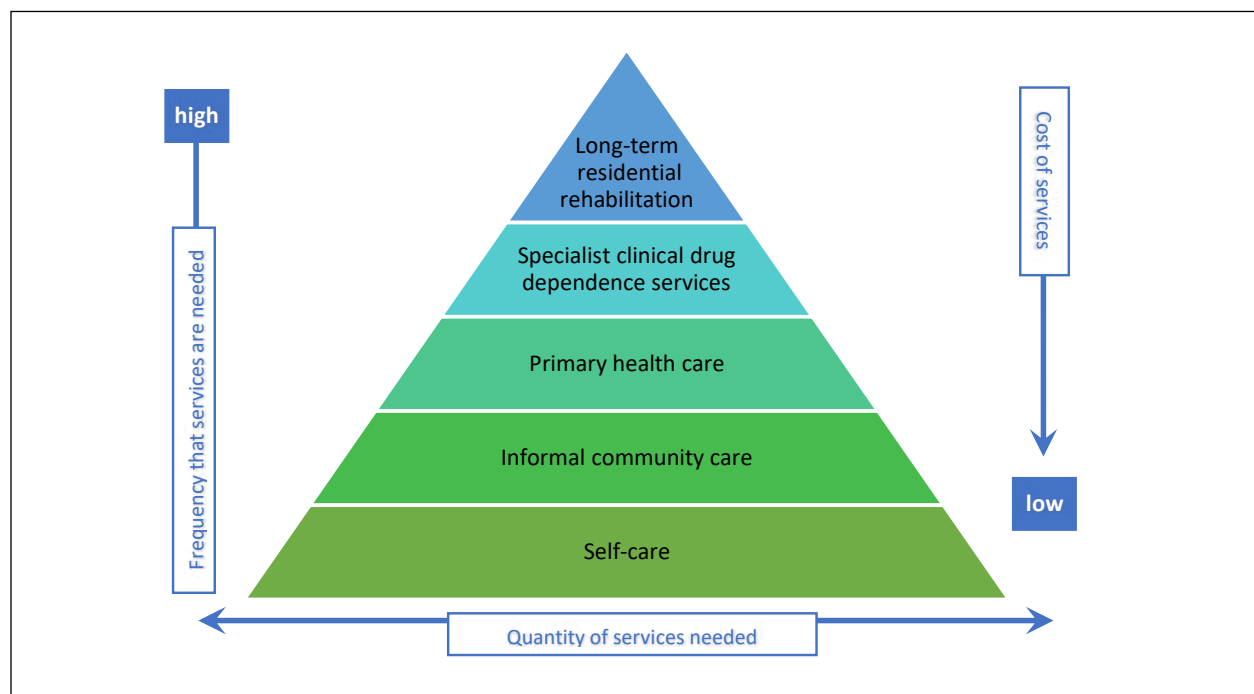 high
Frequency that services are needed
Long-term
residential
rehabilitation
Specialist clinical drug
dependence services
Primary health care
Informal community care
Self-care
Cost of services
low
Quantity of services needed